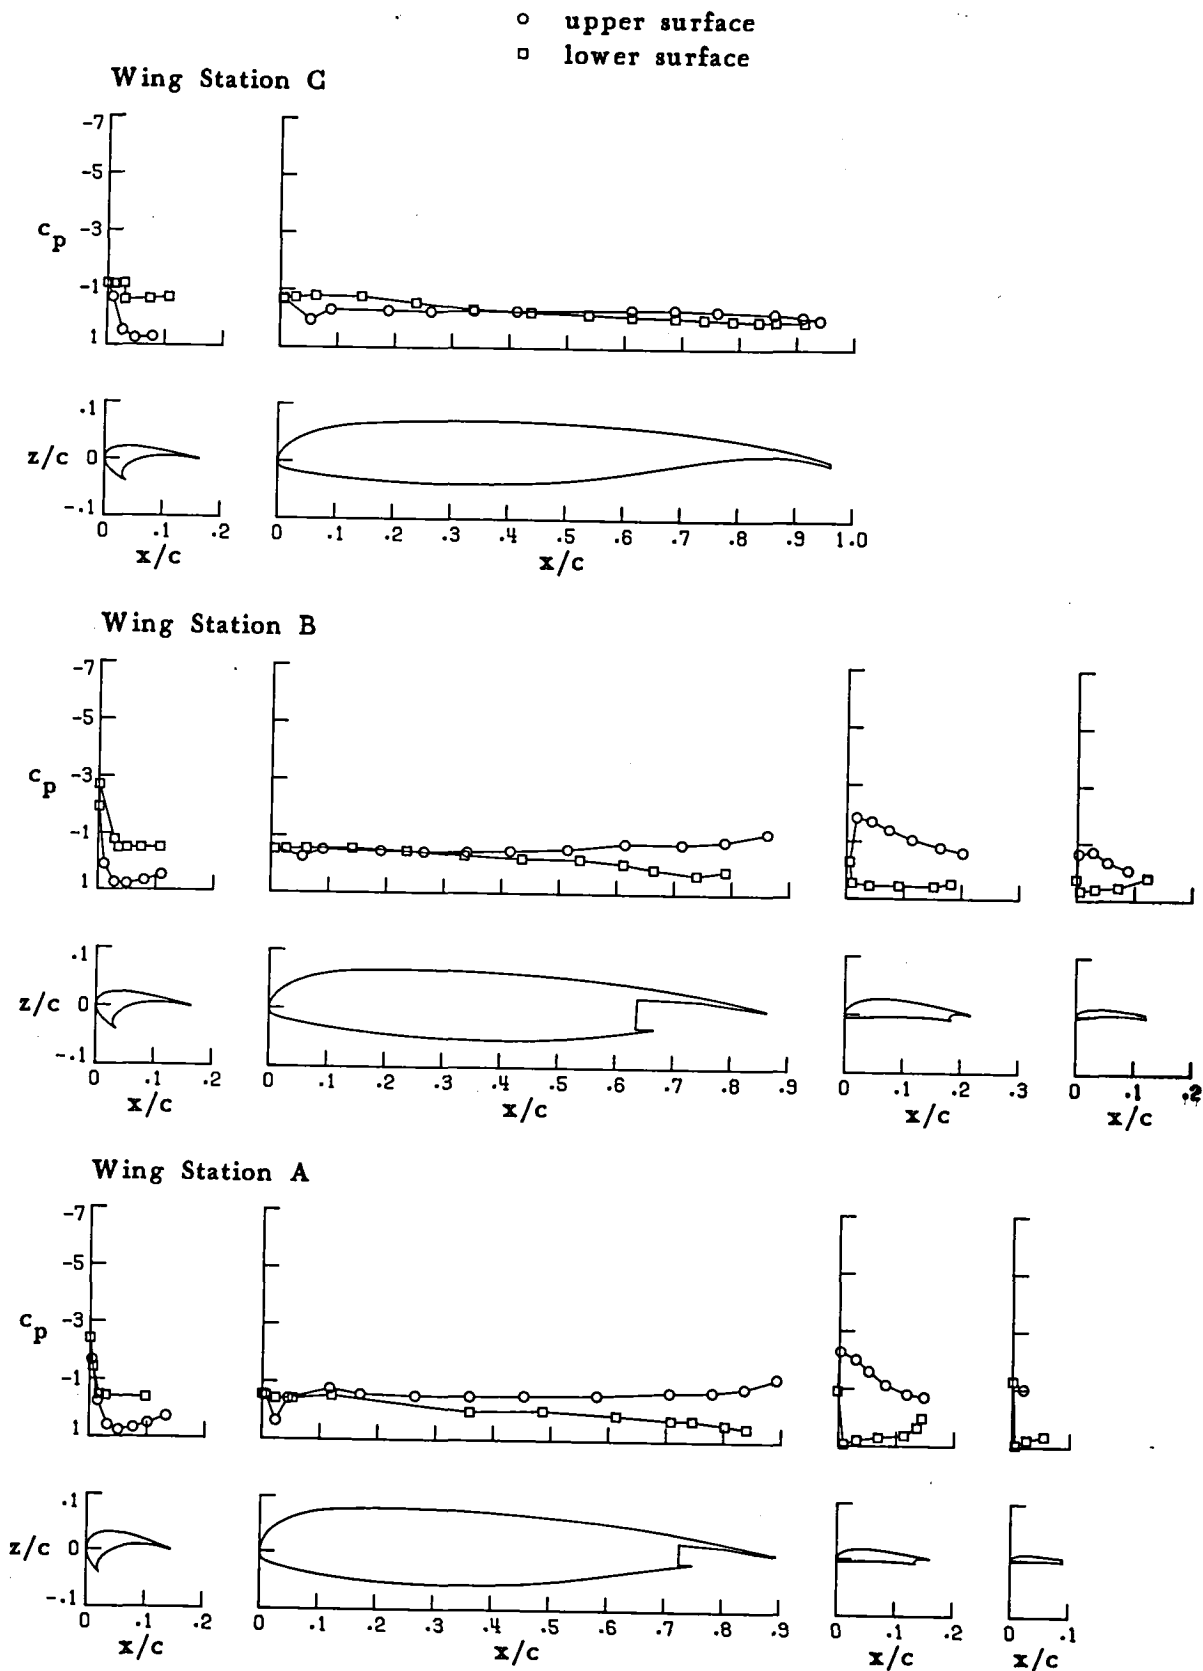 upper surface
lower surface
Wing Station C
-7
-5
-3
-1
1
c_p
.1
0
-.1
z/c
0 .1 .2
x/c
0 .1 .2 .3 .4 .5 .6 .7 .8 .9 1.0
x/c
Wing Station B
-7
-5
-3
-1
1
c_p
.1
0
-.1
z/c
0 .1 .2
x/c
0 .1 .2 .3 .4 .5 .6 .7 .8 .9
x/c
0 .1 .2 .3
x/c
0 .1 .2
x/c
Wing Station A
-7
-5
-3
-1
1
c_p
.1
0
-.1
z/c
0 .1 .2
x/c
0 .1 .2 .3 .4 .5 .6 .7 .8 .9
x/c
0 .1 .2
x/c
0 .1
x/c